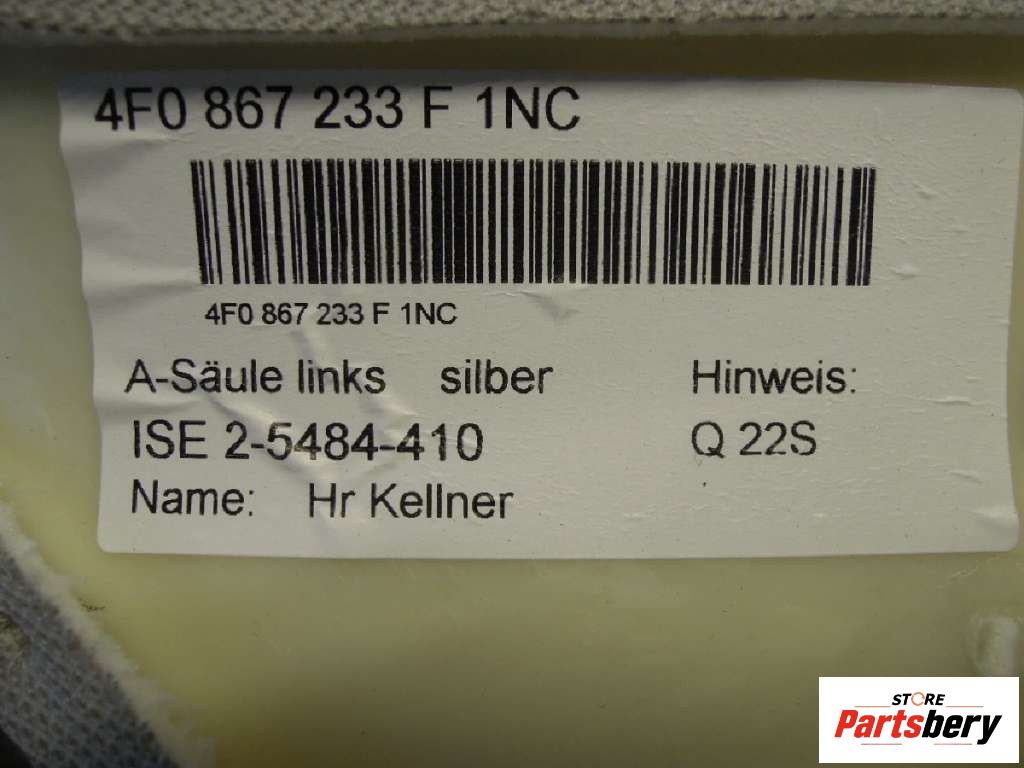 4F0 867 233 F 1NC
4F0 867 233 F 1NC
A-Säule links silber Hinweis:
ISE 2-5484-410 Q 22S
Name: Hr Kellner
STORE
Partsbery